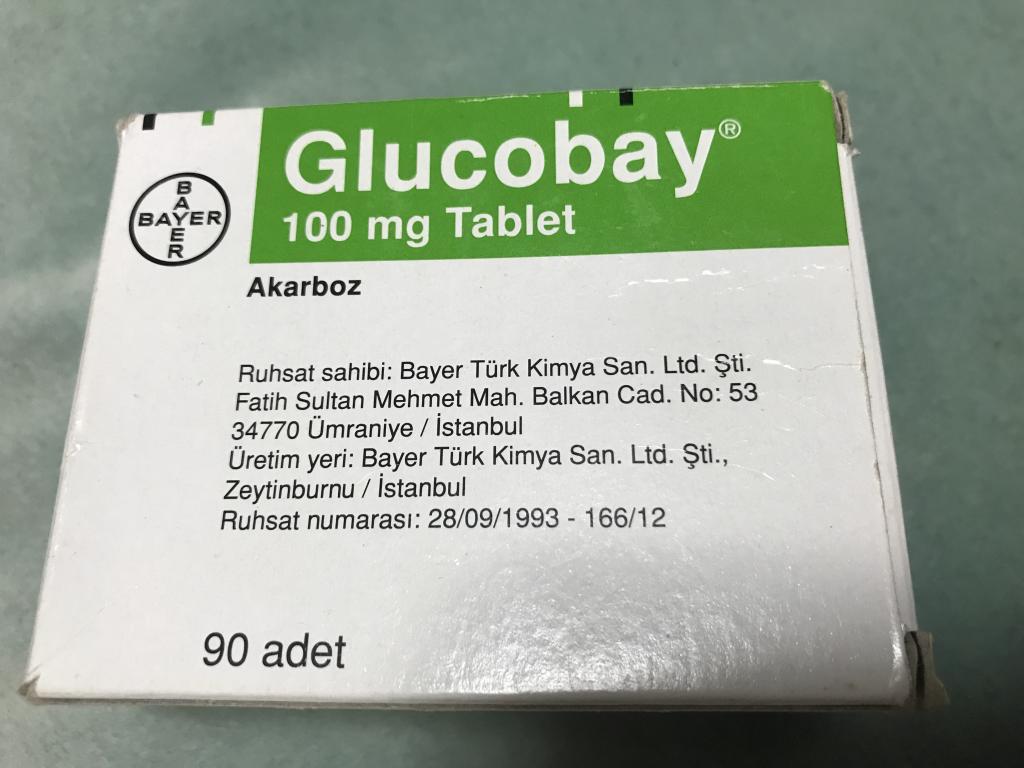 Glucobay®
100 mg Tablet
BAYER
BAYER
Akarboz
Ruhsat sahibi: Bayer Türk Kimya San. Ltd. Şti.
Fatih Sultan Mehmet Mah. Balkan Cad. No: 53
34770 Ümraniye / İstanbul
Üretim yeri: Bayer Türk Kimya San. Ltd. Şti.,
Zeytinburnu / İstanbul
Ruhsat numarası: 28/09/1993 - 166/12
90 adet